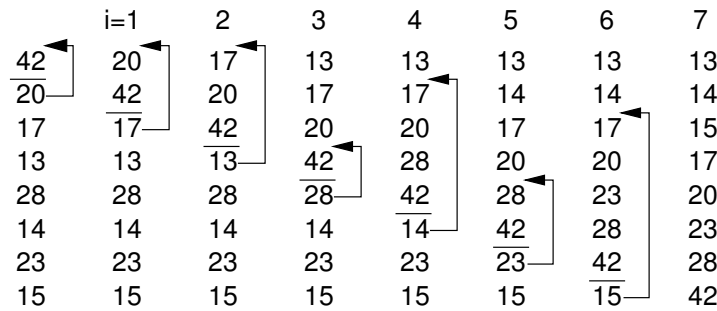 i=1 2 3 4 5 6 7
42 20 17 13 13 13 13 13
20 42 20 17 17 14 14 14
17 17 42 20 20 17 17 15
13 13 13 42 28 20 20 17
28 28 28 28 42 28 23 20
14 14 14 14 14 42 28 23
23 23 23 23 23 23 42 28
15 15 15 15 15 15 15 42